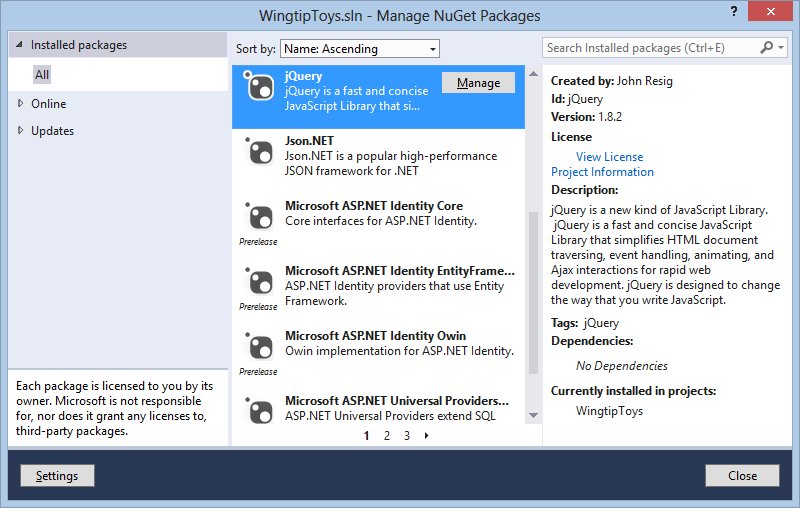 WingtipToys.sln - Manage NuGet Packages
?
Installed packages
All
Online
Updates
Each package is licensed to you by its
owner. Microsoft is not responsible
for, nor does it grant any licenses to,
third-party packages.
Sort by: Name: Ascending
jQuery
jQuery is a fast and concise
JavaScript Library that si...
Manage
Json.NET
Json.NET is a popular high-performance
JSON framework for .NET
Microsoft ASP.NET Identity Core
Core interfaces for ASP.NET Identity.
Prerelease
Microsoft ASP.NET Identity EntityFrame...
ASP.NET Identity providers that use Entity
Framework.
Prerelease
Microsoft ASP.NET Identity Owin
Owin implementation for ASP.NET Identity.
Prerelease
Microsoft ASP.NET Universal Providers...
ASP.NET Universal Providers extend SQL
1 2 3
Search Installed packages (Ctrl+E)
Created by: John Resig
Id: jQuery
Version: 1.8.2
License
View License
Project Information
Description:
jQuery is a new kind of JavaScript Library.
jQuery is a fast and concise JavaScript
Library that simplifies HTML document
traversing, event handling, animating, and
Ajax interactions for rapid web
development. jQuery is designed to change
the way that you write JavaScript.
Tags: jQuery
Dependencies:
No Dependencies
Currently installed in projects:
WingtipToys
Settings
Close